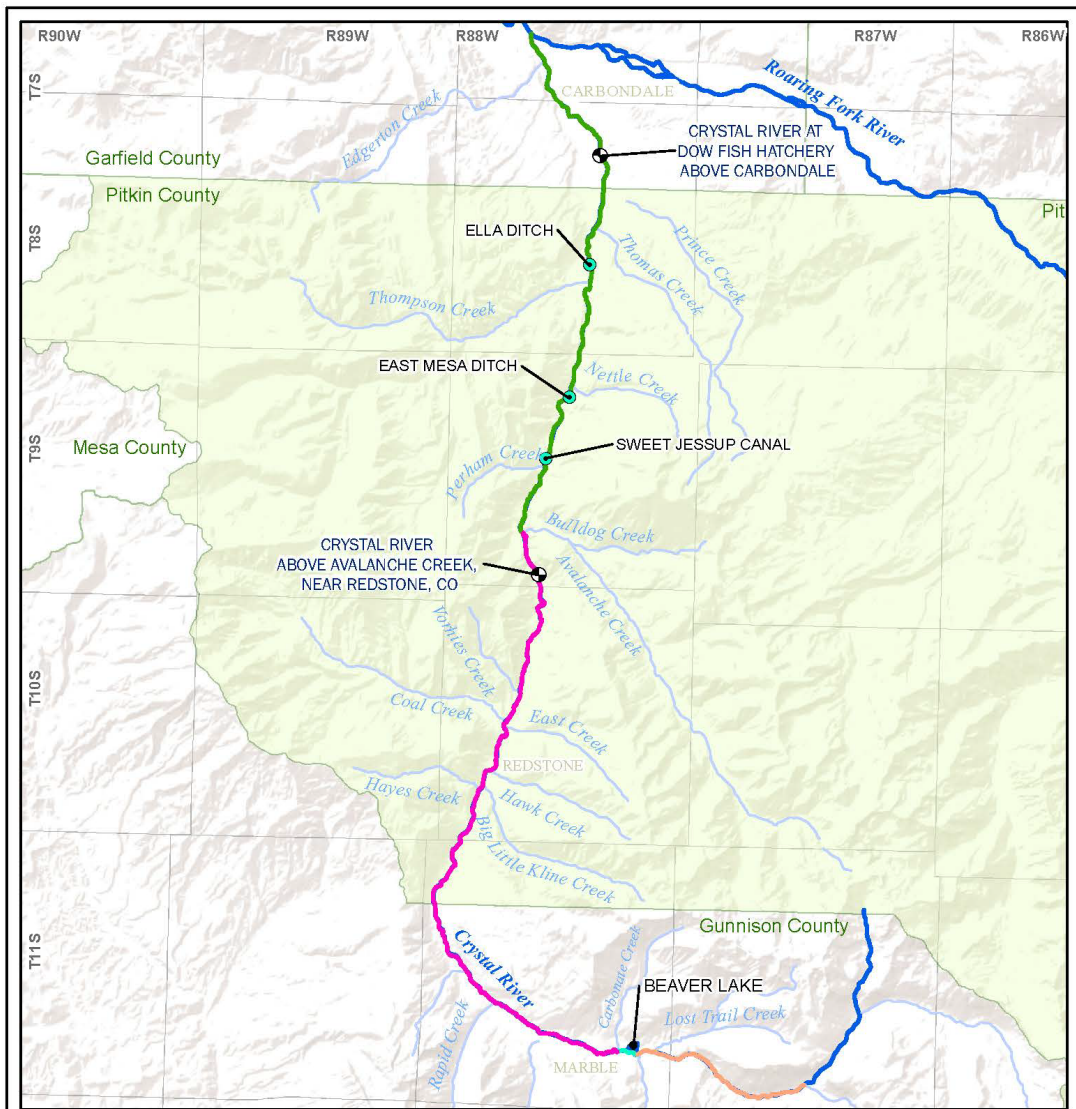 R90W
R89W
R88W
R87W
R86W
T7S
T8S
T9S
T10S
T11S
CARBONDALE
Roaring Fork River
Edgerton Creek
CRYSTAL RIVER AT
DOW FISH HATCHERY
ABOVE CARBONDALE
Garfield County
Pitkin County
Pit
ELLA DITCH
Thomas Creek
Prince Creek
Thompson Creek
EAST MESA DITCH
Nettle Creek
Mesa County
SWEET JESSUP CANAL
Perham Creek
Bulldog Creek
CRYSTAL RIVER
ABOVE AVALANCHE CREEK,
NEAR REDSTONE, CO
Avalanche Creek
Vorhies Creek
Coal Creek
East Creek
REDSTONE
Hayes Creek
Hawk Creek
Big Little Kline Creek
Gunnison County
Crystal River
Carbonate Creek
BEAVER LAKE
Lost Trail Creek
Rapid Creek
MARBLE